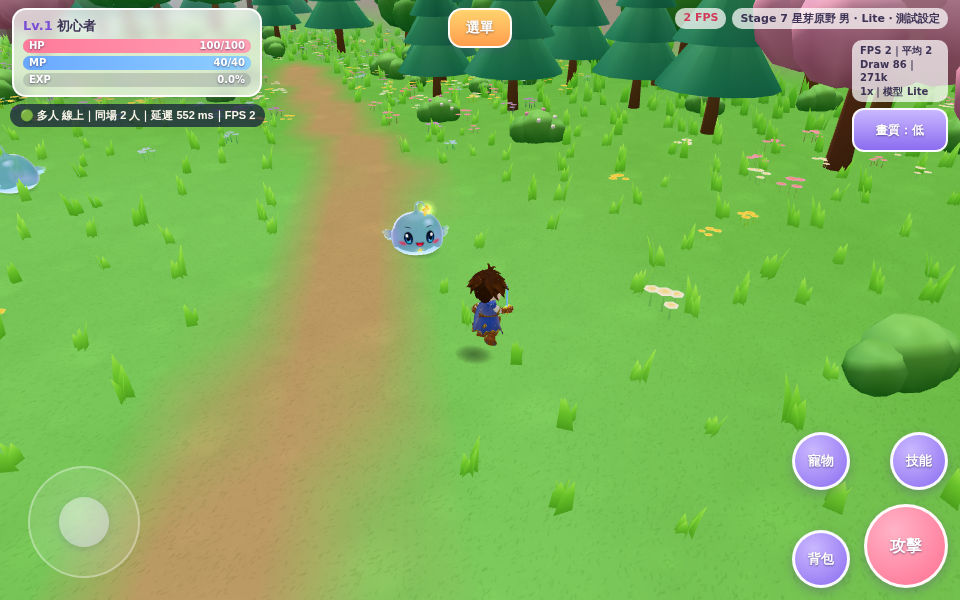 Lv.1 初心者
HP 100/100
MP 40/40
EXP 0.0%
多人 線上｜同場 2 人｜延遲 552 ms｜FPS 2
選單
2 FPS
Stage 7 星芽原野 男・Lite・測試設定
FPS 2｜平均 2
Draw 86｜
271k
1x｜模型 Lite
畫質：低
寵物
技能
背包
攻擊